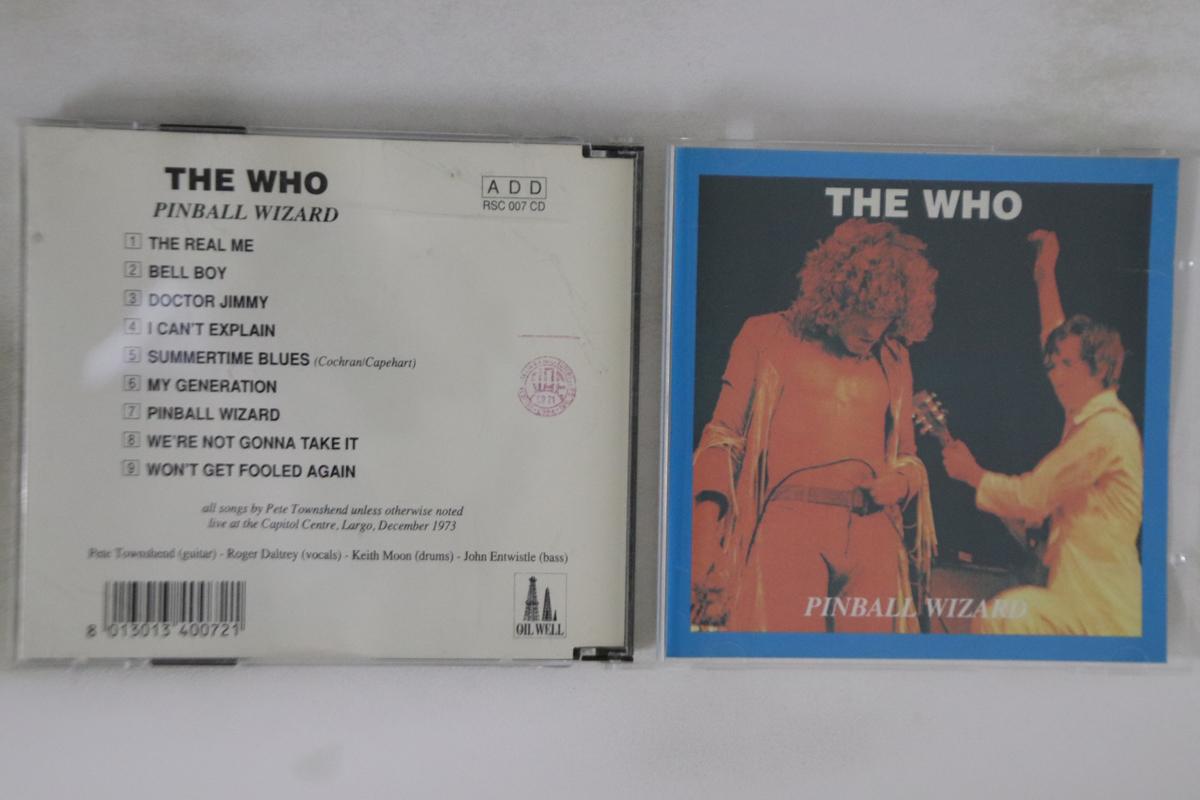 THE WHO
PINBALL WIZARD
A D D
RSC 007 CD
1 THE REAL ME
2 BELL BOY
3 DOCTOR JIMMY
4 I CAN'T EXPLAIN
5 SUMMERTIME BLUES (Cochran/Capehart)
6 MY GENERATION
7 PINBALL WIZARD
8 WE'RE NOT GONNA TAKE IT
9 WON'T GET FOOLED AGAIN
all songs by Pete Townshend unless otherwise noted
live at the Capitol Centre, Largo, December 1973
Pete Townshend (guitar) - Roger Daltrey (vocals) - Keith Moon (drums) - John Entwistle (bass)
8 013013 400721
OIL WELL
THE WHO
PINBALL WIZARD